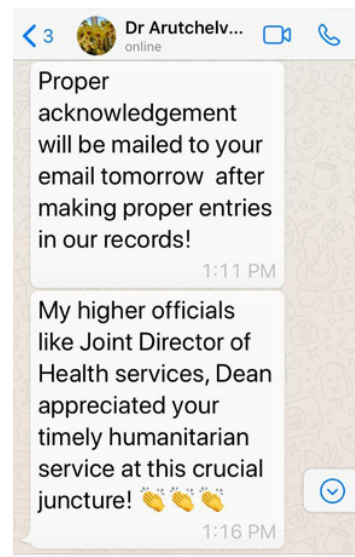 3
Dr Arutchelv...
online
Proper
acknowledgement
will be mailed to your
email tomorrow after
making proper entries
in our records!
1:11 PM
My higher officials
like Joint Director of
Health services, Dean
appreciated your
timely humanitarian
service at this crucial
juncture! 👏👏👏
1:16 PM